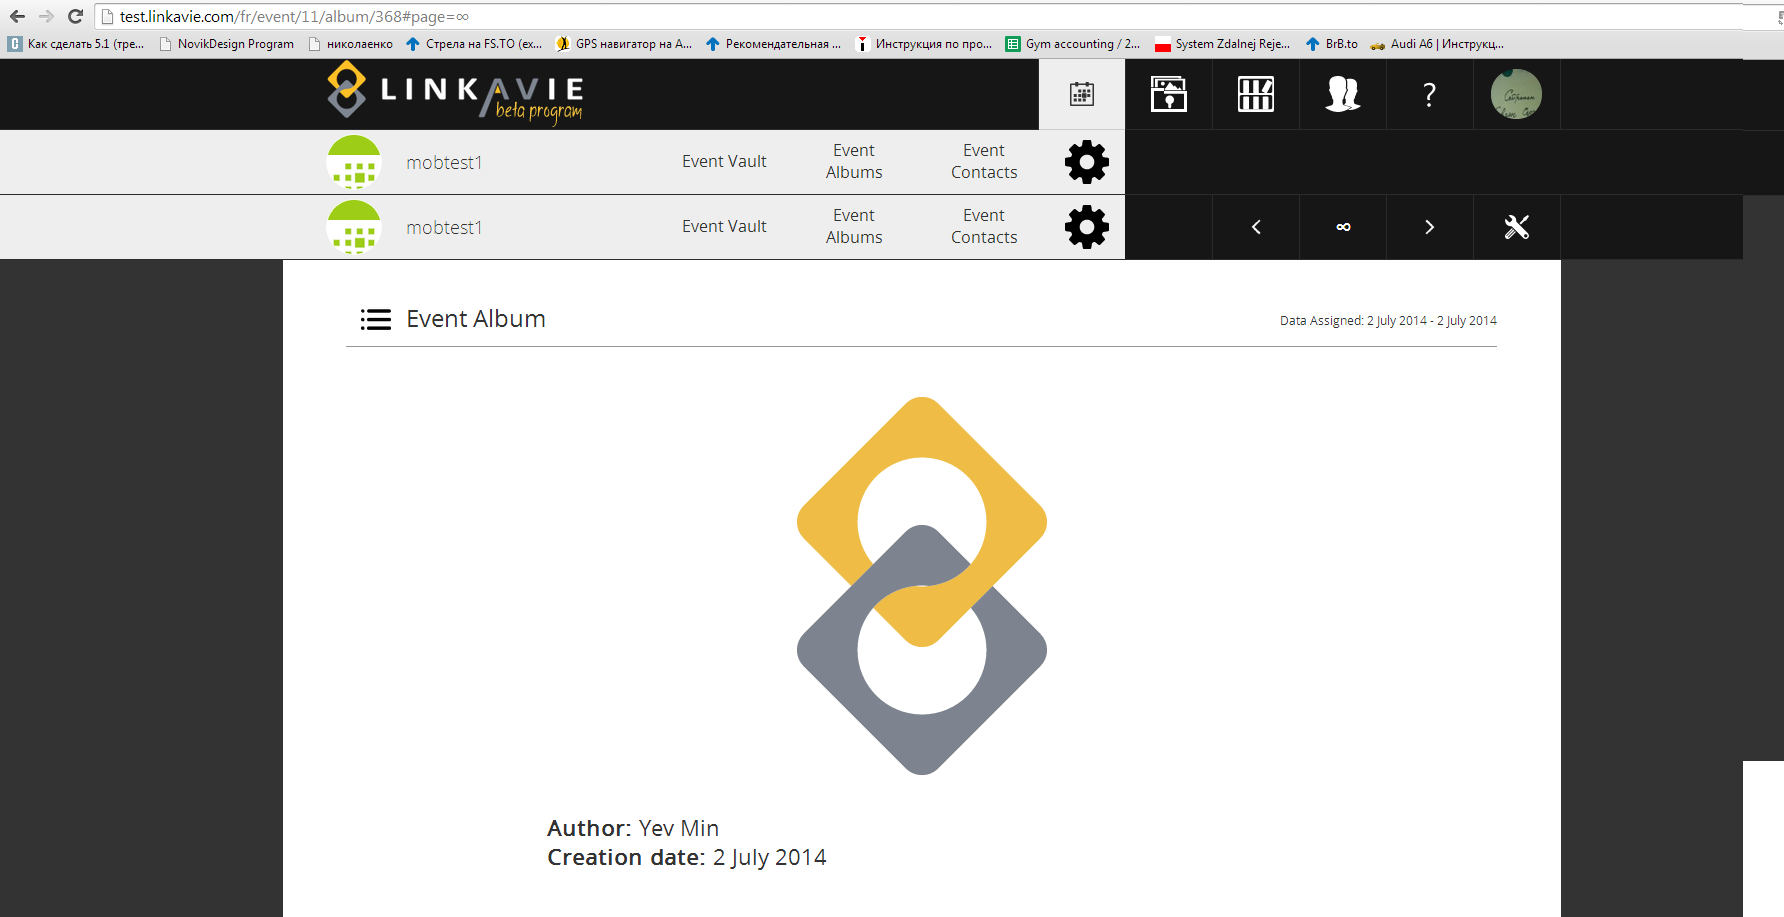 test.linkavie.com/fr/event/11/album/368#page=∞
Как сделать 5.1 (тре... NovikDesign Program николаенко Стрела на FS.TO (ex... GPS навигатор на А... Рекомендательная ... Инструкция по про... Gym accounting / 2... System Zdalnej Reje... BrB.to Audi A6 | Инструкц...
LINKAVIE
beta program
?
mobtest1 Event Vault Event Albums Event Contacts
mobtest1 Event Vault Event Albums Event Contacts
< ∞ >
Event Album
Data Assigned: 2 July 2014 - 2 July 2014
Author: Yev Min
Creation date: 2 July 2014